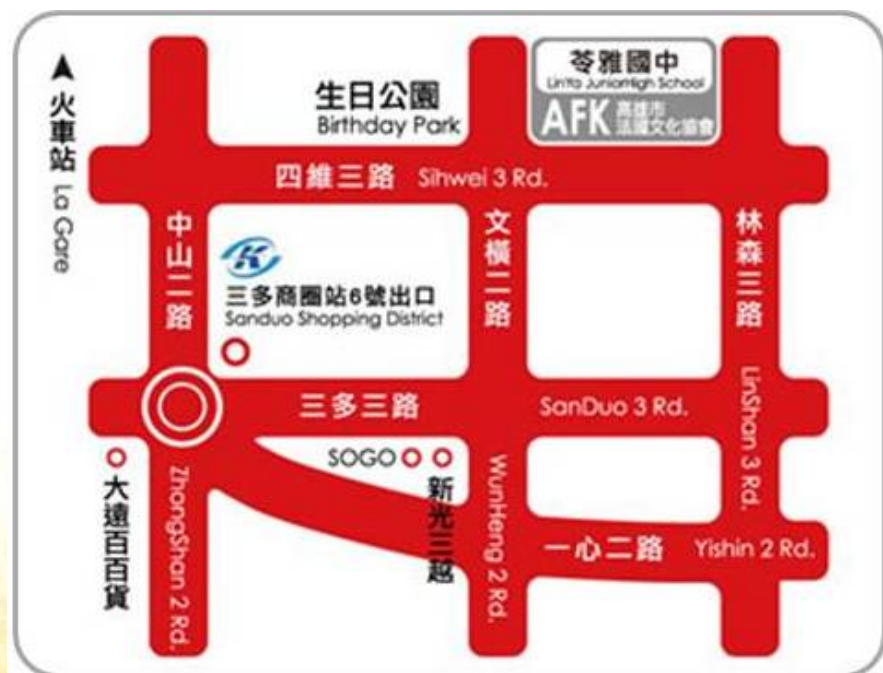 火車站 La Gare
生日公園
Birthday Park
苓雅國中
LinYa JuniorHigh School
AFK 高雄市
法國文化協會
四維三路 Sihwei 3 Rd.
中山二路
文橫二路
林森三路
K
三多商圈站6號出口
Sanduo Shopping District
三多三路 SanDuo 3 Rd.
LinShan 3 Rd.
SOGO
新光三越
大遠百百貨
ZhongShan 2 Rd.
WunHeng 2 Rd.
一心二路 Yishin 2 Rd.